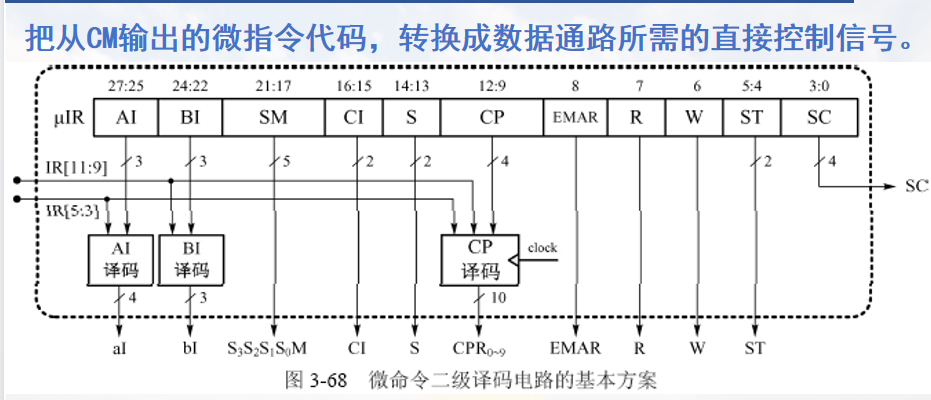 把从CM输出的微指令代码，转换成数据通路所需的直接控制信号。
27:25 24:22 21:17 16:15 14:13 12:9 8 7 6 5:4 3:0
μIR AI BI SM CI S CP EMAR R W ST SC
3 3 5 2 2 4 2 4
IR[11:9]
SC
IR[5:3]
AI 译码
BI 译码
CP 译码
clock
4 3 10
aI bI S₃S₂S₁S₀M CI S CPR₀~₉ EMAR R W ST
图 3-68 微命令二级译码电路的基本方案